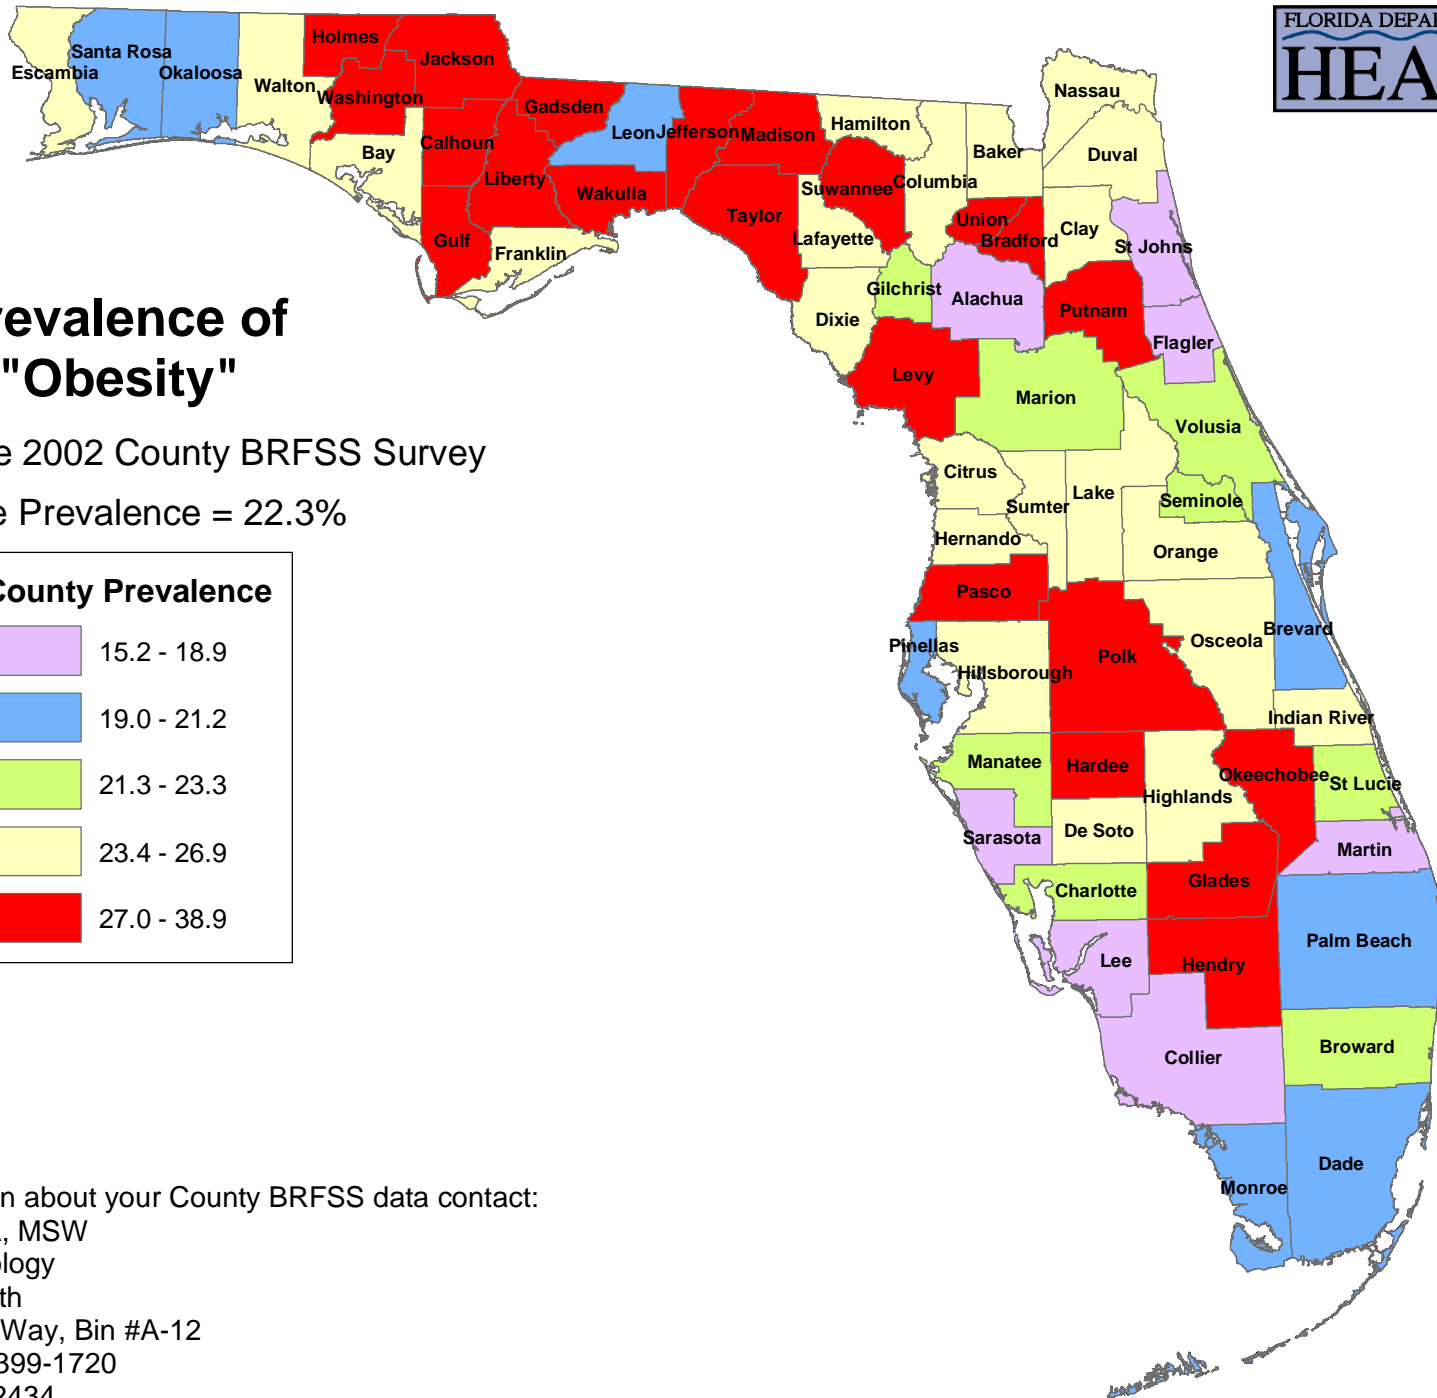 FLORIDA
HEA
Holmes
Jackson
Santa Rosa
Escambia
Okaloosa
Walton
Washington
Gadsden
Nassau
Leon
Jefferson
Madison
Hamilton
Calhoun
Bay
Baker
Duval
Liberty
Wakulla
Suwannee
Columbia
Taylor
Union
Bradford
Clay
St Johns
Gulf
Franklin
Lafayette
Gilchrist
Alachua
Putnam
Dixie
Flagler
Levy
Marion
Volusia
Citrus
Sumter
Lake
Seminole
Hernando
Orange
Pasco
Pinellas
Hillsborough
Polk
Osceola
Brevard
Indian River
Manatee
Hardee
Highlands
Okeechobee
St Lucie
Sarasota
De Soto
Martin
Charlotte
Glades
Lee
Hendry
Palm Beach
Collier
Broward
Dade
Monroe
of
"Obesity"
2002 County BRFSS Survey
Prevalence = 22.3%
County Prevalence
15.2 - 18.9
19.0 - 21.2
21.3 - 23.3
23.4 - 26.9
27.0 - 38.9
about your County BRFSS data contact:
MSW
Way, Bin #A-12
399-1720